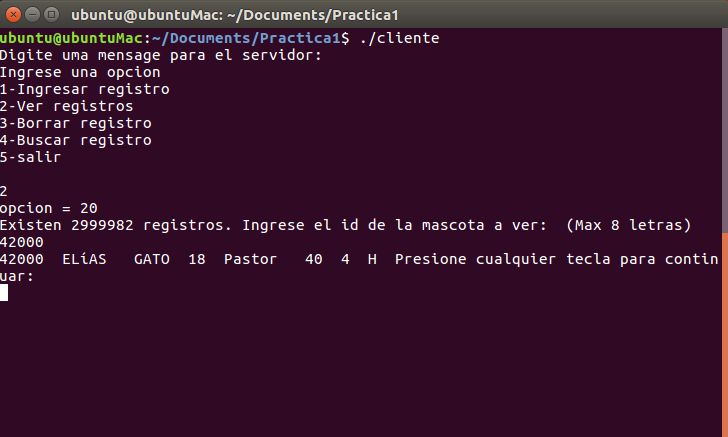 ubuntu@ubuntuMac: ~/Documents/Practica1
ubuntu@ubuntuMac:~/Documents/Practica1$ ./cliente
Digite uma mensage para el servidor:
Ingrese una opcion
1-Ingresar registro
2-Ver registros
3-Borrar registro
4-Buscar registro
5-salir
2
opcion = 20
Existen 2999982 registros. Ingrese el id de la mascota a ver:  (Max 8 letras)
42000
42000  ELiAS   GATO  18  Pastor   40  4  H  Presione cualquier tecla para contin
uar: